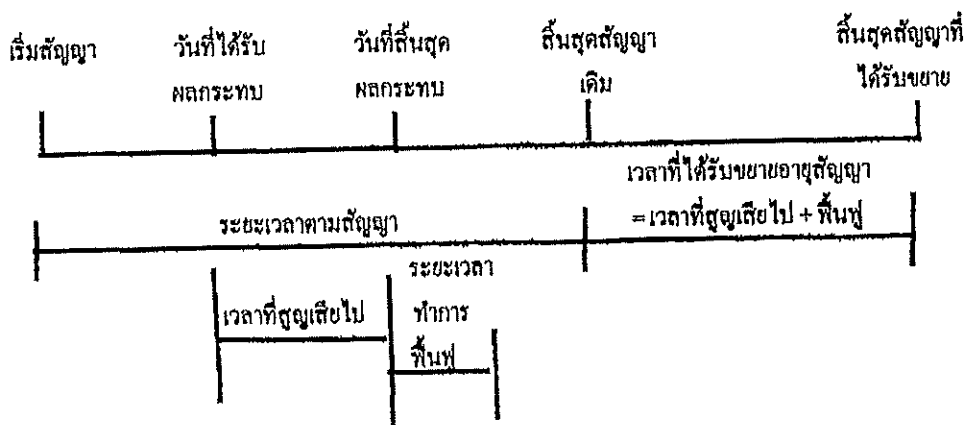 เริ่มสัญญา
วันที่ได้รับ
ผลกระทบ
วันที่สิ้นสุด
ผลกระทบ
สิ้นสุดสัญญา
เดิม
สิ้นสุดสัญญาที่
ได้รับขยาย
เวลาที่ได้รับขยายอายุสัญญา
=เวลาที่สูญเสียไป + ฟื้นฟู
ระยะเวลาตามสัญญา
ระยะเวลา
ทำการ
ฟื้นฟู
เวลาที่สูญเสียไป